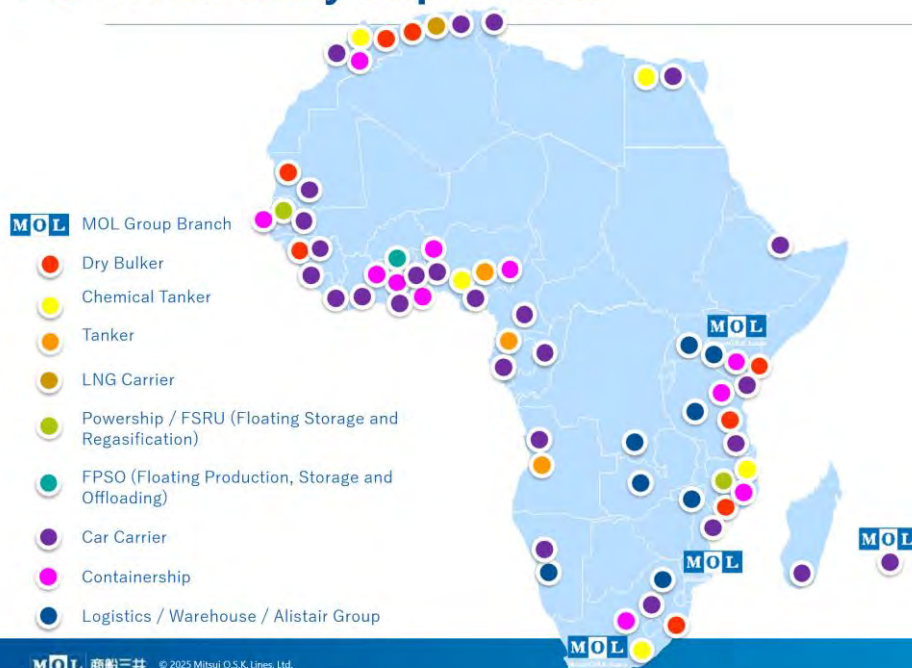 MOL MOL Group Branch
Dry Bulker
Chemical Tanker
Tanker
LNG Carrier
Powership / FSRU (Floating Storage and
Regasification)
FPSO (Floating Production, Storage and
Offloading)
Car Carrier
Containership
Logistics / Warehouse / Alistair Group
MOL
MOL
MOL
MOL
MOL 商船三井 © 2025 Mitsui O.S.K. Lines, Ltd.